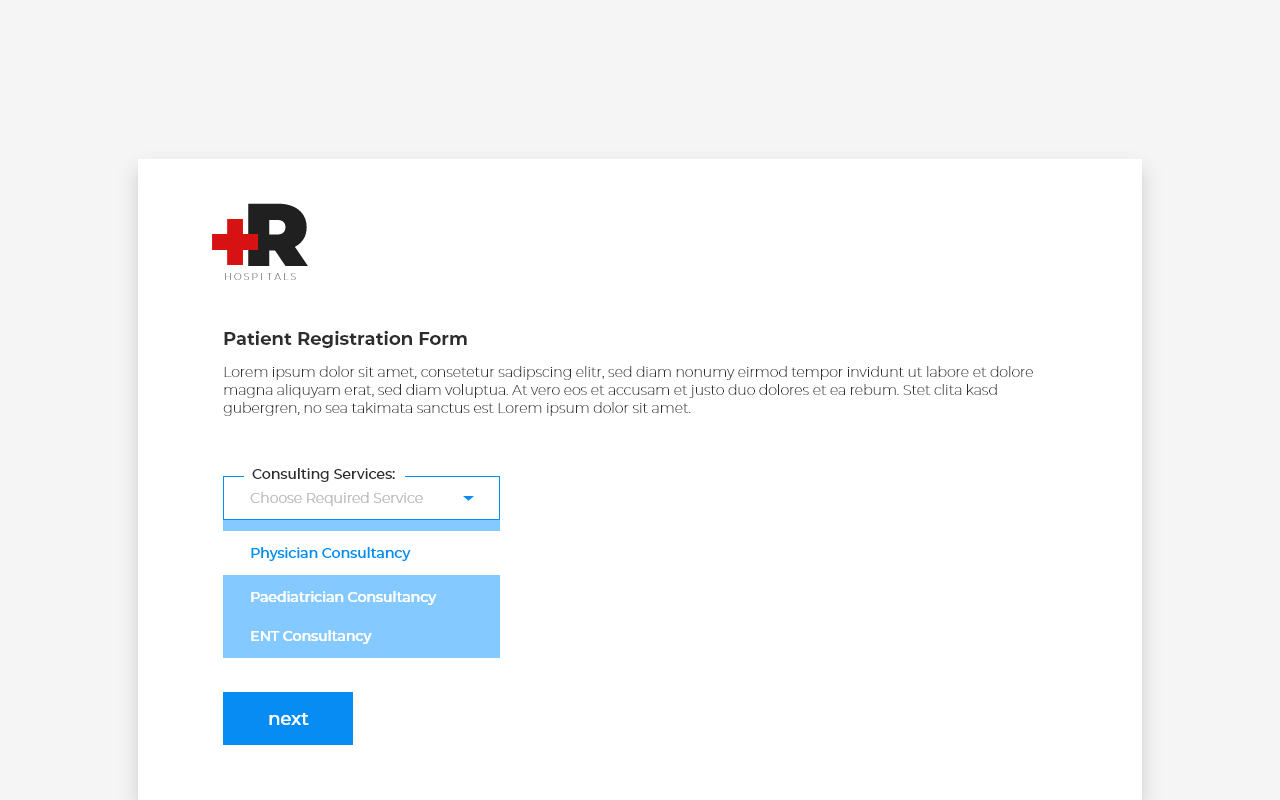 R
HOSPITALS
Patient Registration Form
Lorem ipsum dolor sit amet, consetetur sadipscing elitr, sed diam nonumy eirmod tempor invidunt ut labore et dolore
magna aliquyam erat, sed diam voluptua. At vero eos et accusam et justo duo dolores et ea rebum. Stet clita kasd
gubergren, no sea takimata sanctus est Lorem ipsum dolor sit amet.
Consulting Services:
Choose Required Service
Physician Consultancy
Paediatrician Consultancy
ENT Consultancy
next